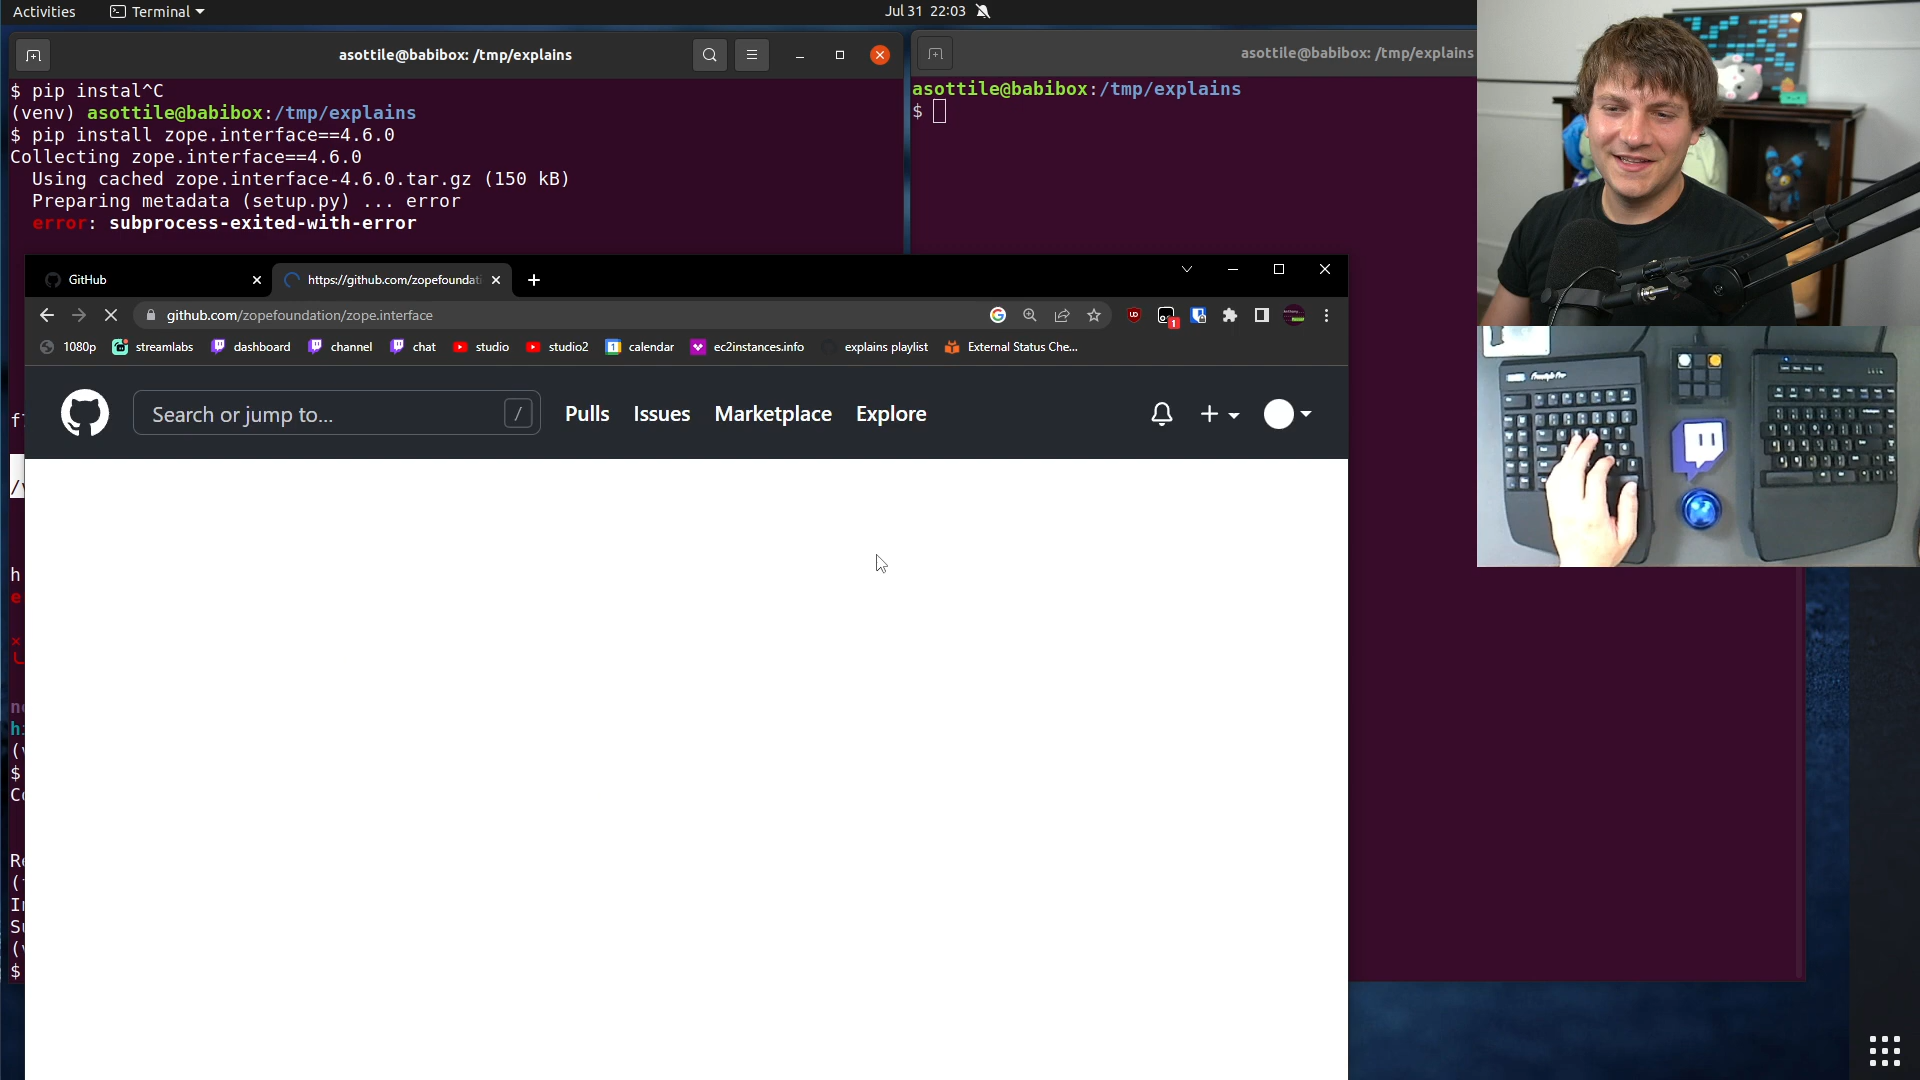 Activities
Terminal
Jul 31 22:03
asottile@babibox: /tmp/explains
$ pip instal^C
(venv) asottile@babibox:/tmp/explains
$ pip install zope.interface==4.6.0
Collecting zope.interface==4.6.0
Using cached zope.interface-4.6.0.tar.gz (150 kB)
Preparing metadata (setup.py) ... error
error: subprocess-exited-with-error
asottile@babibox: /tmp/explains
asottile@babibox:/tmp/explains
$
GitHub
https://github.com/zopefoundati
github.com/zopefoundation/zope.interface
1
1080p
streamlabs
dashboard
channel
chat
studio
studio2
calendar
ec2instances.info
explains playlist
External Status Che...
Search or jump to...
/
Pulls
Issues
Marketplace
Explore
h
e
×
$
$